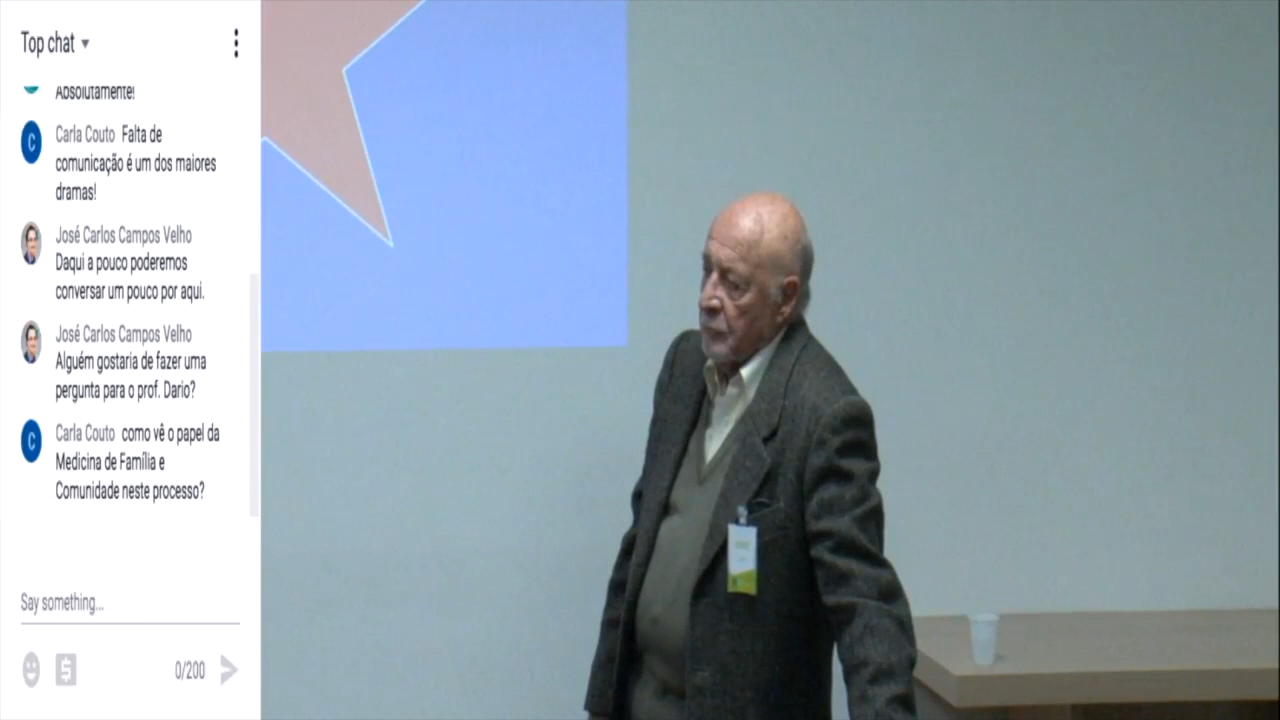 Top chat
Absolutamente!
Carla Couto Falta de
comunicação é um dos maiores
dramas!
José Carlos Campos Velho
Daqui a pouco poderemos
conversar um pouco por aqui.
José Carlos Campos Velho
Alguém gostaria de fazer uma
pergunta para o prof. Dario?
Carla Couto como vê o papel da
Medicina de Família e
Comunidade neste processo?
Say something...
0/200